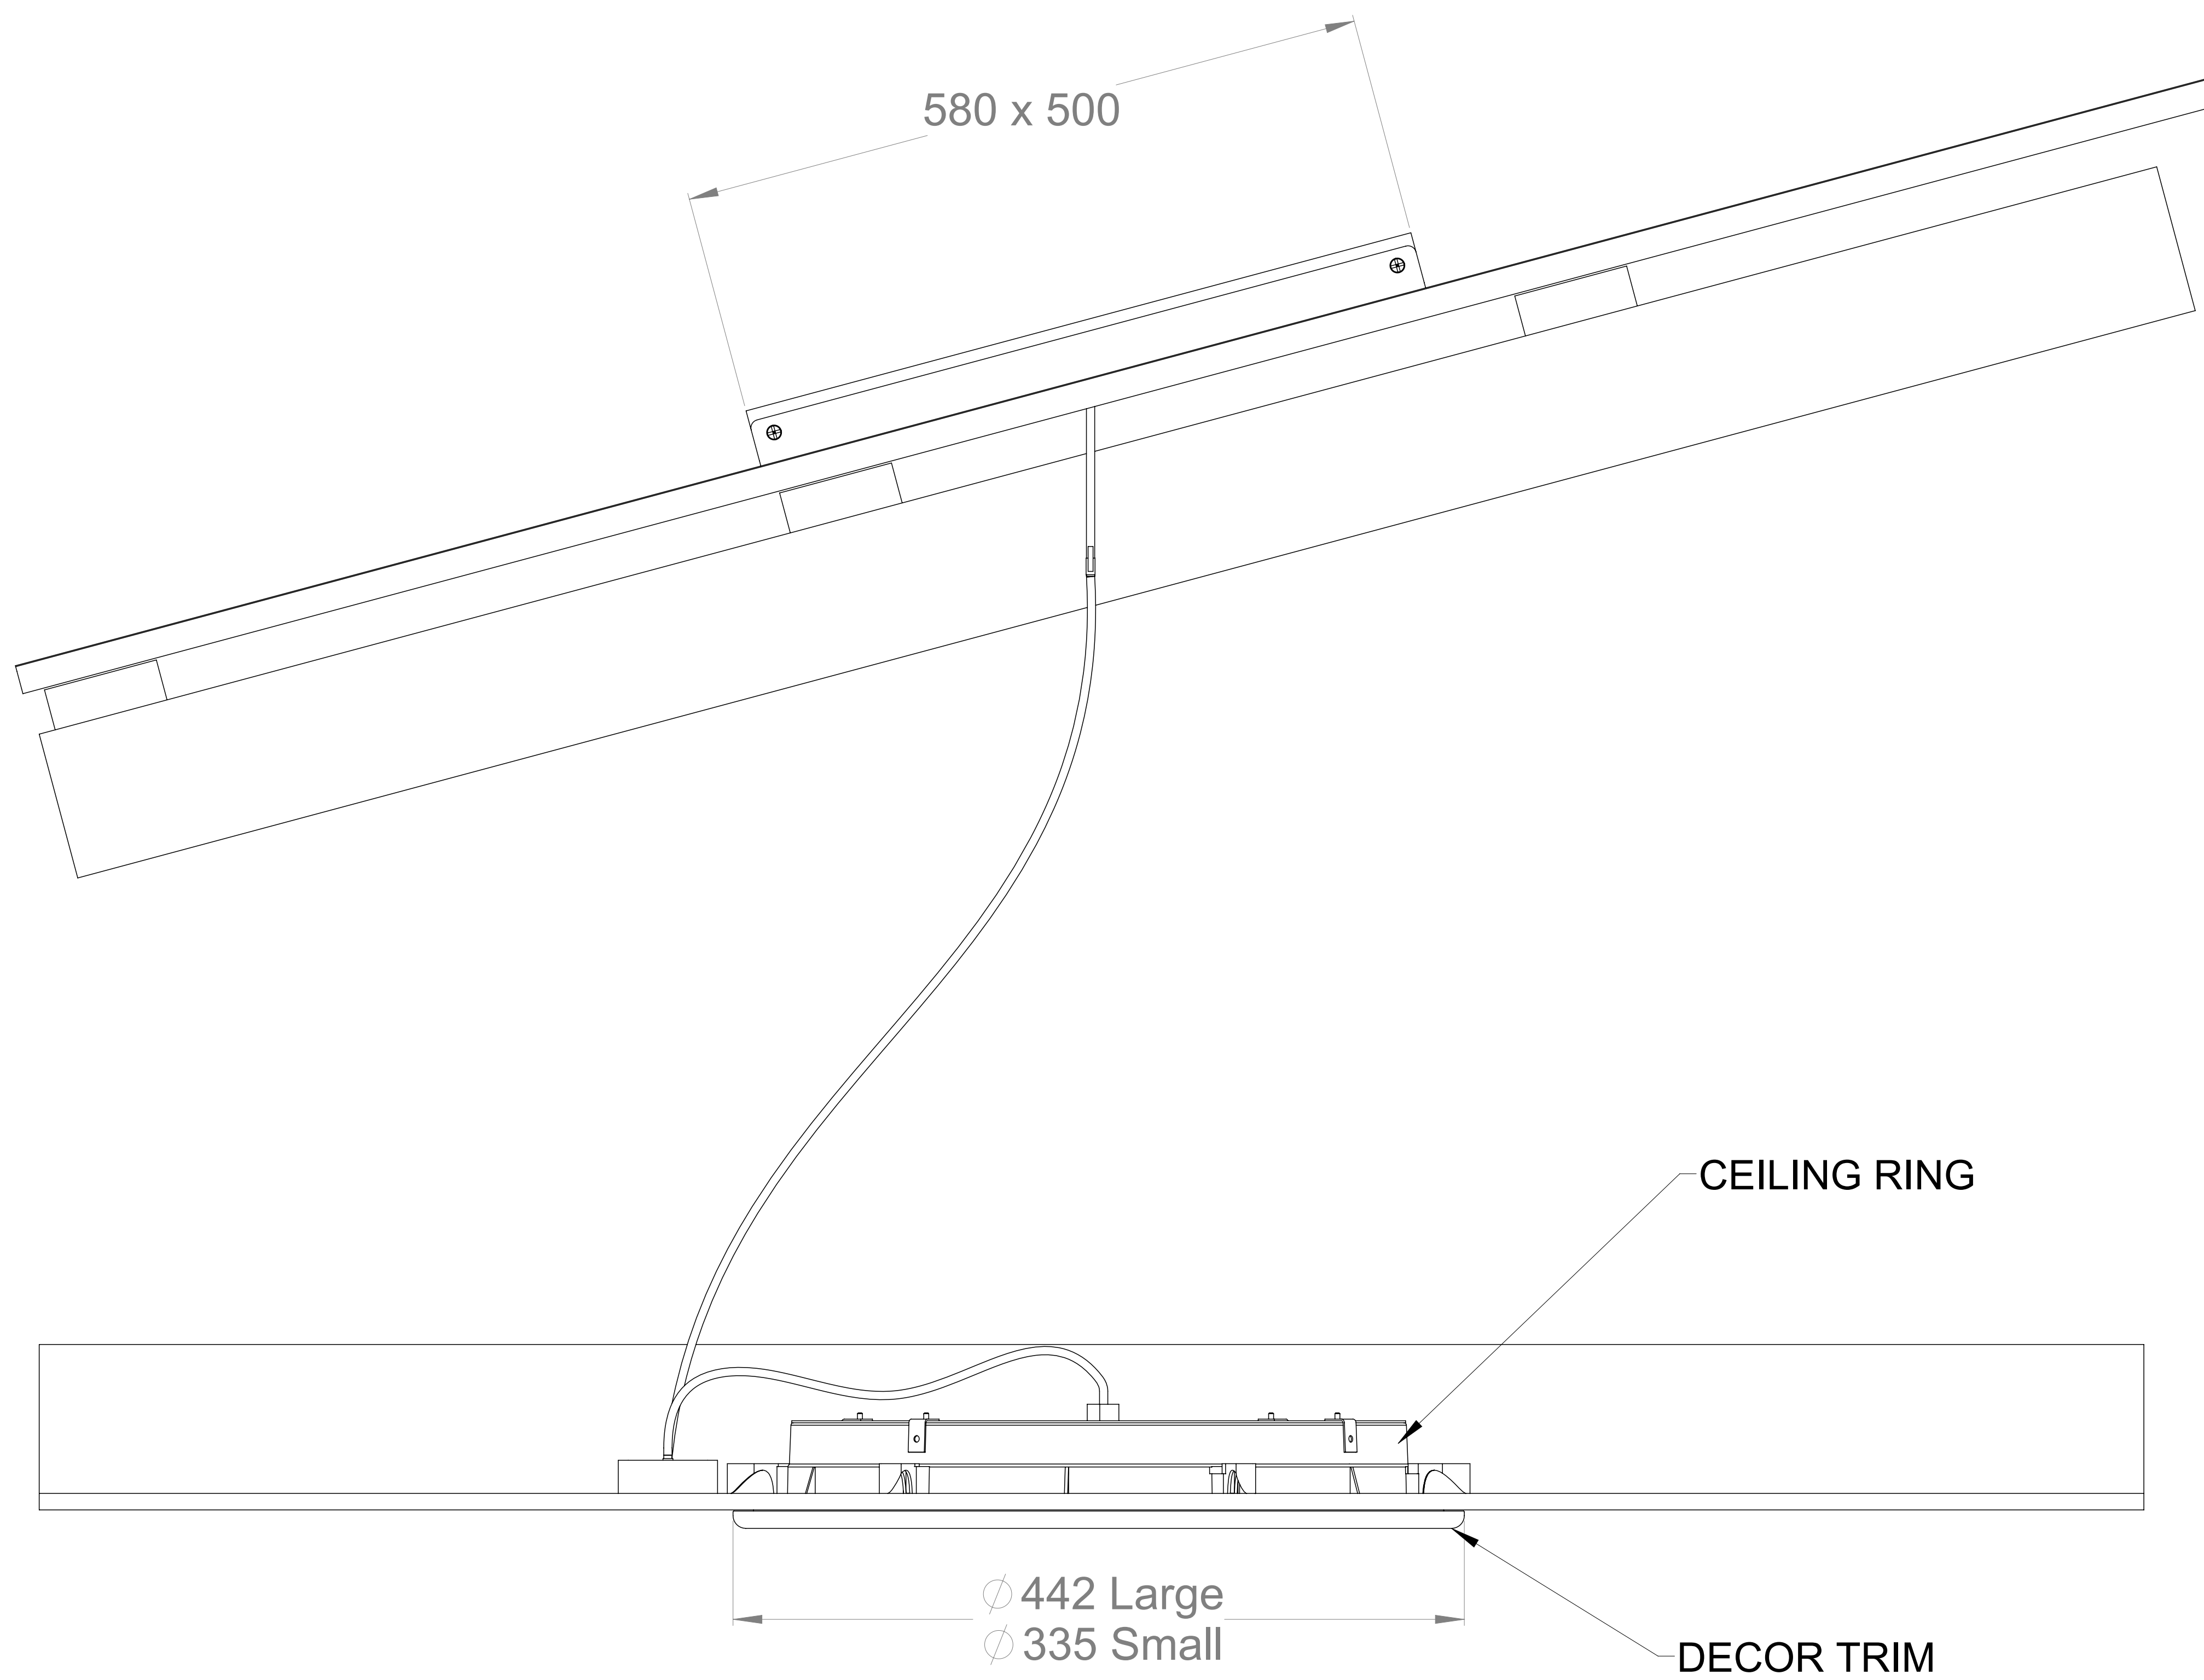 580 x 500
CEILING RING
⌀ 442 Large
⌀ 335 Small
DECOR TRIM